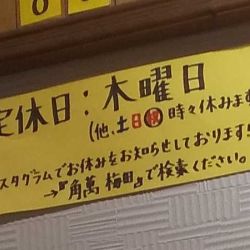 定休日：木曜日
(他、土日祝 時々休みま
スタグラムでお休みをお知らせしております
→『角萬 梅田』で検索ください。